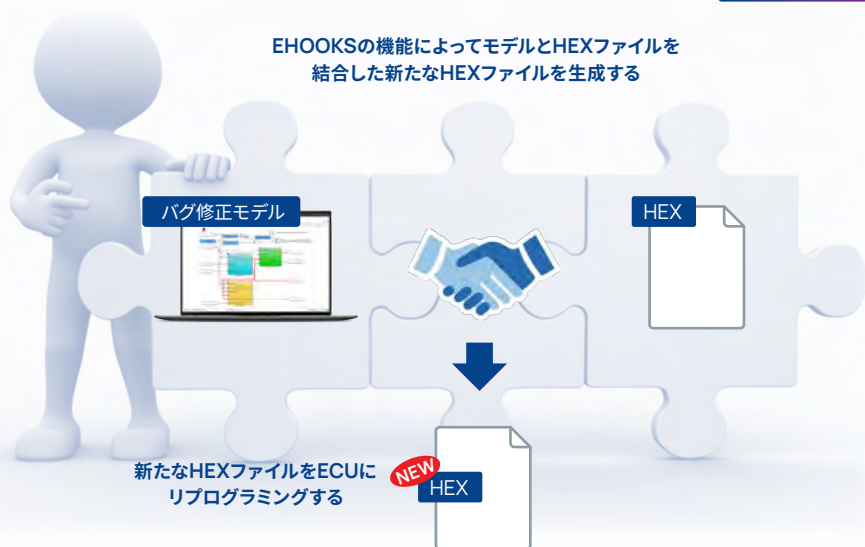 EHOOKSの機能によってモデルとHEXファイルを
結合した新たなHEXファイルを生成する
バグ修正モデル
HEX
新たなHEXファイルをECUに
リプログラミングする
NEW
HEX